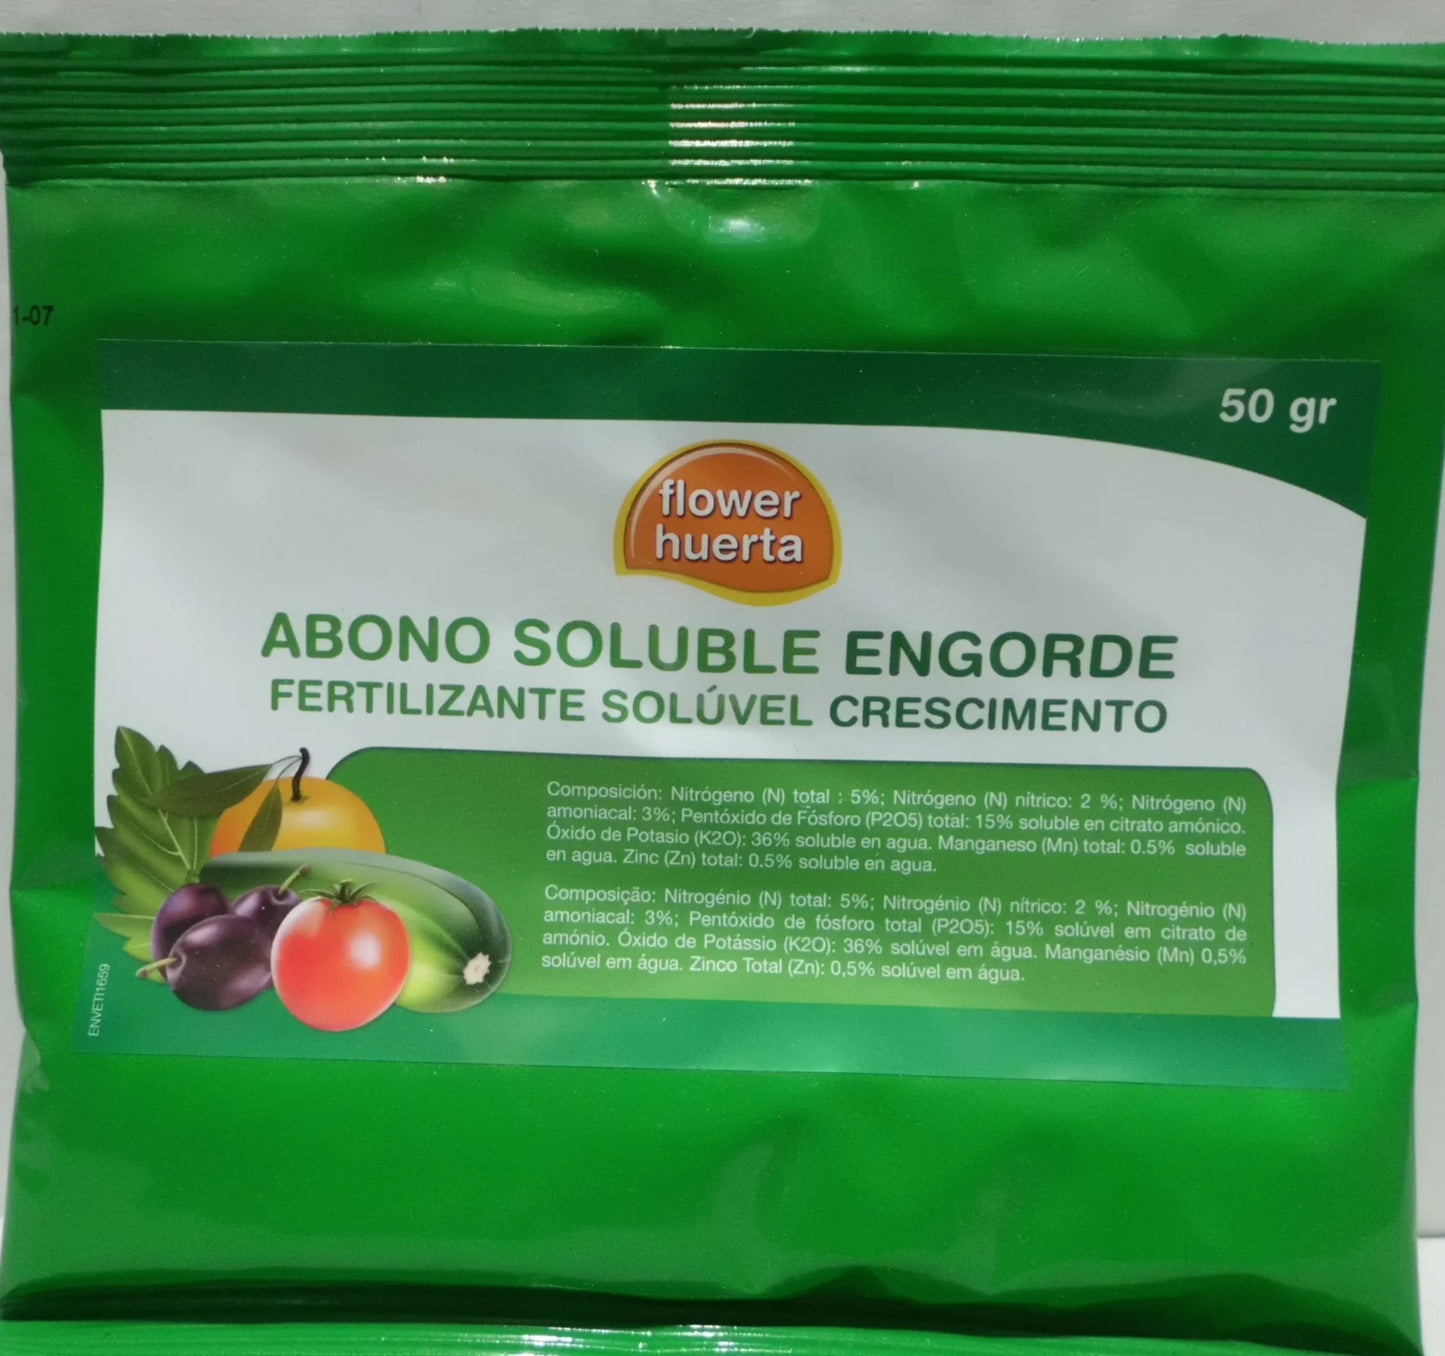 1-07
50 gr
flower
huerta
ABONO SOLUBLE ENGORDE
FERTILIZANTE SOLÚVEL CRESCIMENTO
Composición: Nitrógeno (N) total : 5%; Nitrógeno (N) nítrico: 2 %; Nitrógeno (N)
amoniacal: 3%; Pentóxido de Fósforo (P2O5) total: 15% soluble en citrato amónico.
Óxido de Potasio (K2O): 36% soluble en agua. Manganeso (Mn) total: 0.5% soluble
en agua. Zinc (Zn) total: 0.5% soluble en agua.
Composição: Nitrogénio (N) total: 5%; Nitrogénio (N) nítrico: 2 %; Nitrogénio (N)
amoniacal: 3%; Pentóxido de fósforo total (P2O5): 15% solúvel em citrato de
amónio. Óxido de Potássio (K2O): 36% solúvel em água. Manganésio (Mn) 0,5%
solúvel em água. Zinco Total (Zn): 0,5% solúvel em água.
ENVETI1659